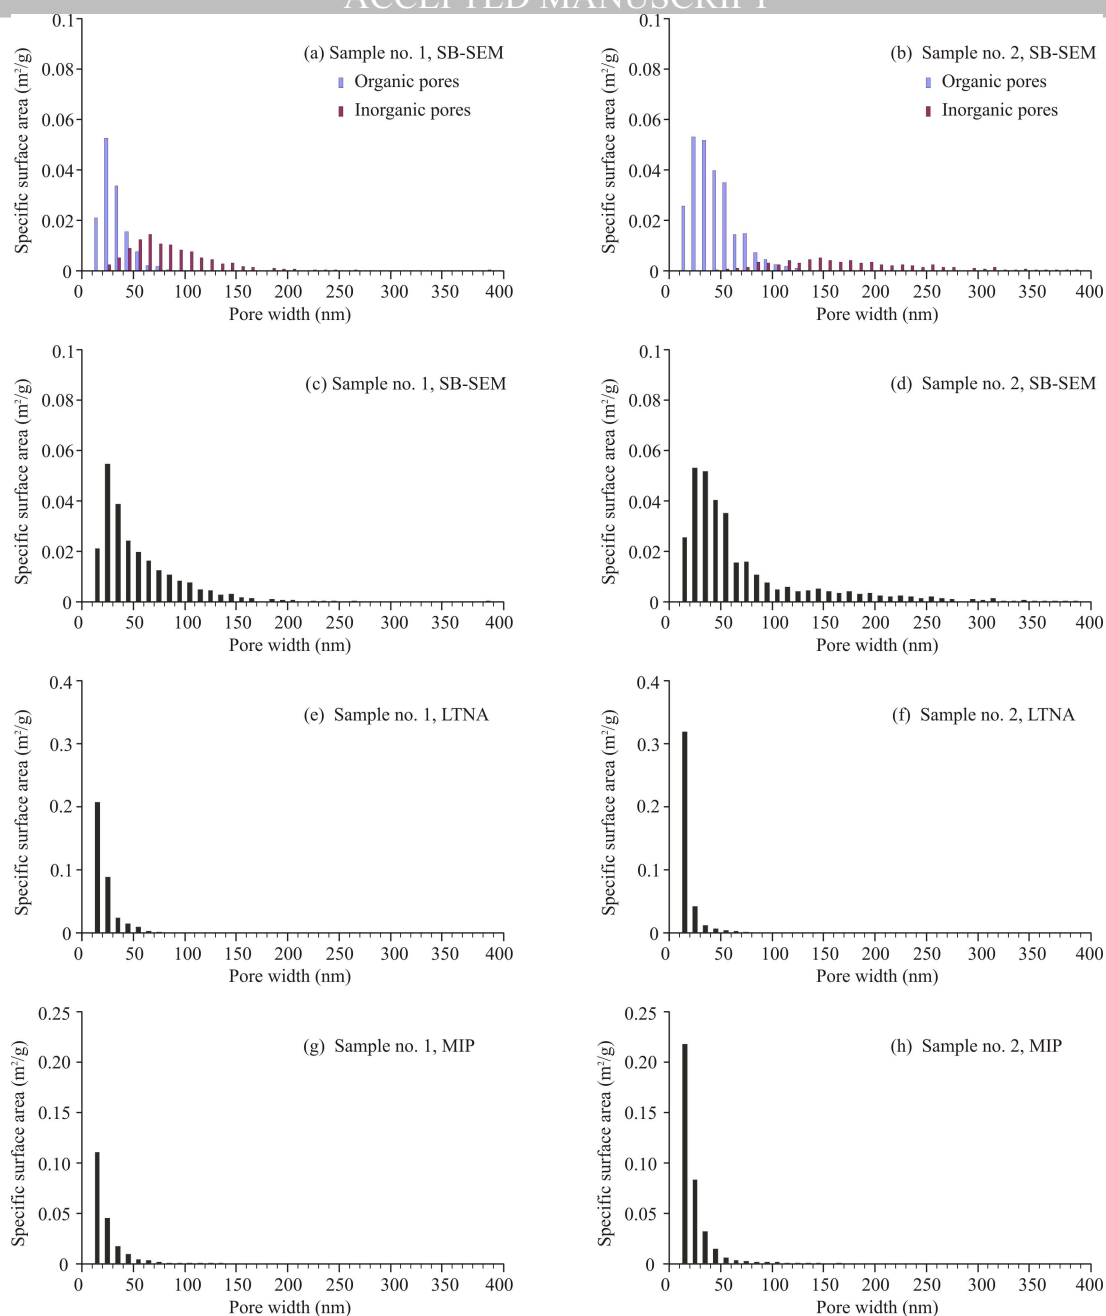 ACCEPTED MANUSCRIPT
(a) Sample no. 1, SB-SEM
Organic pores
Inorganic pores
Specific surface area (m²/g)
0.1
0.08
0.06
0.04
0.02
0
0 50 100 150 200 250 300 350 400
Pore width (nm)
(b) Sample no. 2, SB-SEM
Organic pores
Inorganic pores
Specific surface area (m²/g)
0.1
0.08
0.06
0.04
0.02
0
0 50 100 150 200 250 300 350 400
Pore width (nm)
(c) Sample no. 1, SB-SEM
Specific surface area (m²/g)
0.1
0.08
0.06
0.04
0.02
0
0 50 100 150 200 250 300 350 400
Pore width (nm)
(d) Sample no. 2, SB-SEM
Specific surface area (m²/g)
0.1
0.08
0.06
0.04
0.02
0
0 50 100 150 200 250 300 350 400
Pore width (nm)
(e) Sample no. 1, LTNA
Specific surface area (m²/g)
0.4
0.3
0.2
0.1
0
0 50 100 150 200 250 300 350 400
Pore width (nm)
(f) Sample no. 2, LTNA
Specific surface area (m²/g)
0.4
0.3
0.2
0.1
0
0 50 100 150 200 250 300 350 400
Pore width (nm)
(g) Sample no. 1, MIP
Specific surface area (m²/g)
0.25
0.20
0.15
0.10
0.05
0
0 50 100 150 200 250 300 350 400
Pore width (nm)
(h) Sample no. 2, MIP
Specific surface area (m²/g)
0.25
0.20
0.15
0.10
0.05
0
0 50 100 150 200 250 300 350 400
Pore width (nm)